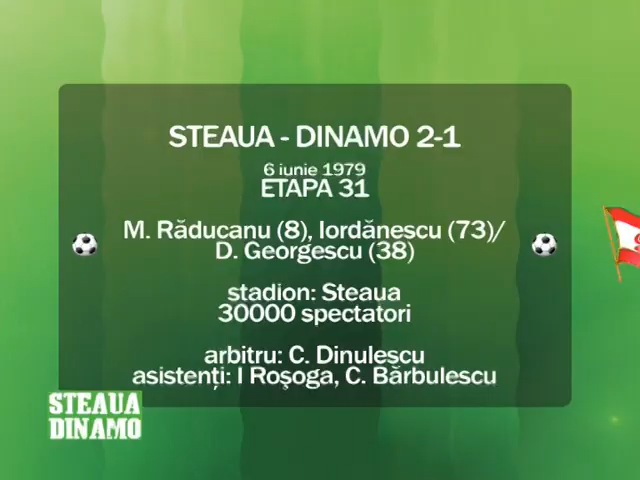 STEAUA - DINAMO 2-1
6 iunie 1979
ETAPA 31
M. Răducanu (8), Iordănescu (73)/
D. Georgescu (38)
stadion: Steaua
30000 spectatori
arbitru: C. Dinulescu
asistenți: I Roşoga, C. Bărbulescu
STEAUA
DINAMO